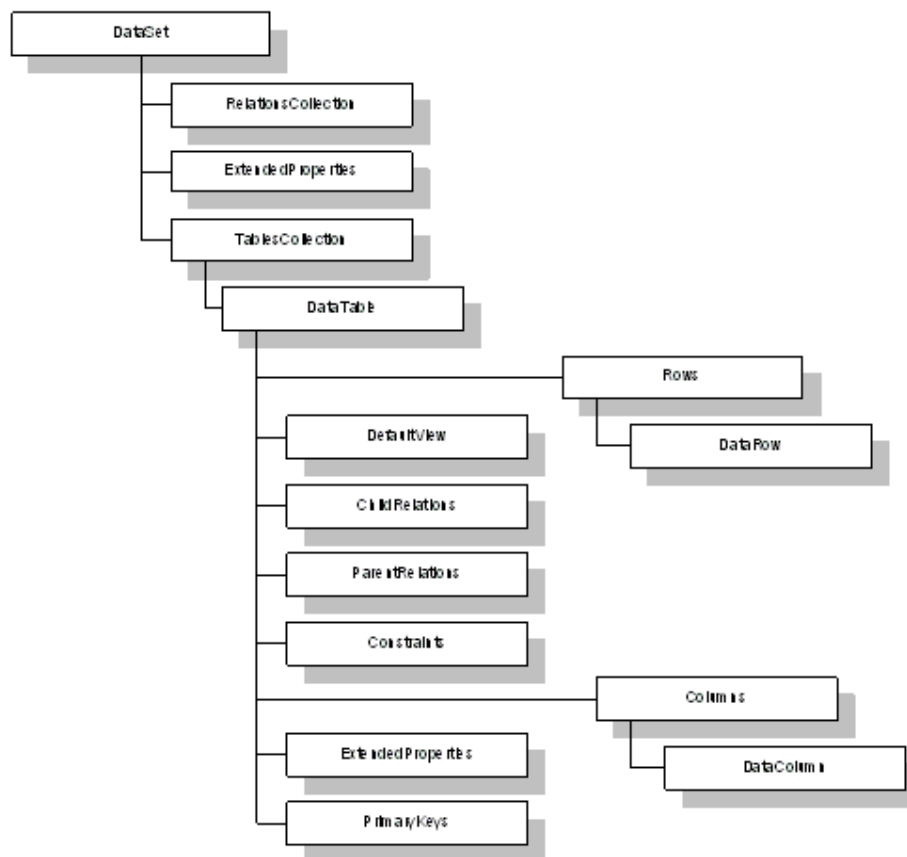 DataSet
RelationsCollection
ExtendedProperties
TablesCollection
DataTable
Rows
DefaultView
DataRow
ChildRelations
ParentRelations
Constraints
Columns
ExtendedProperties
DataColumn
PrimaryKeys